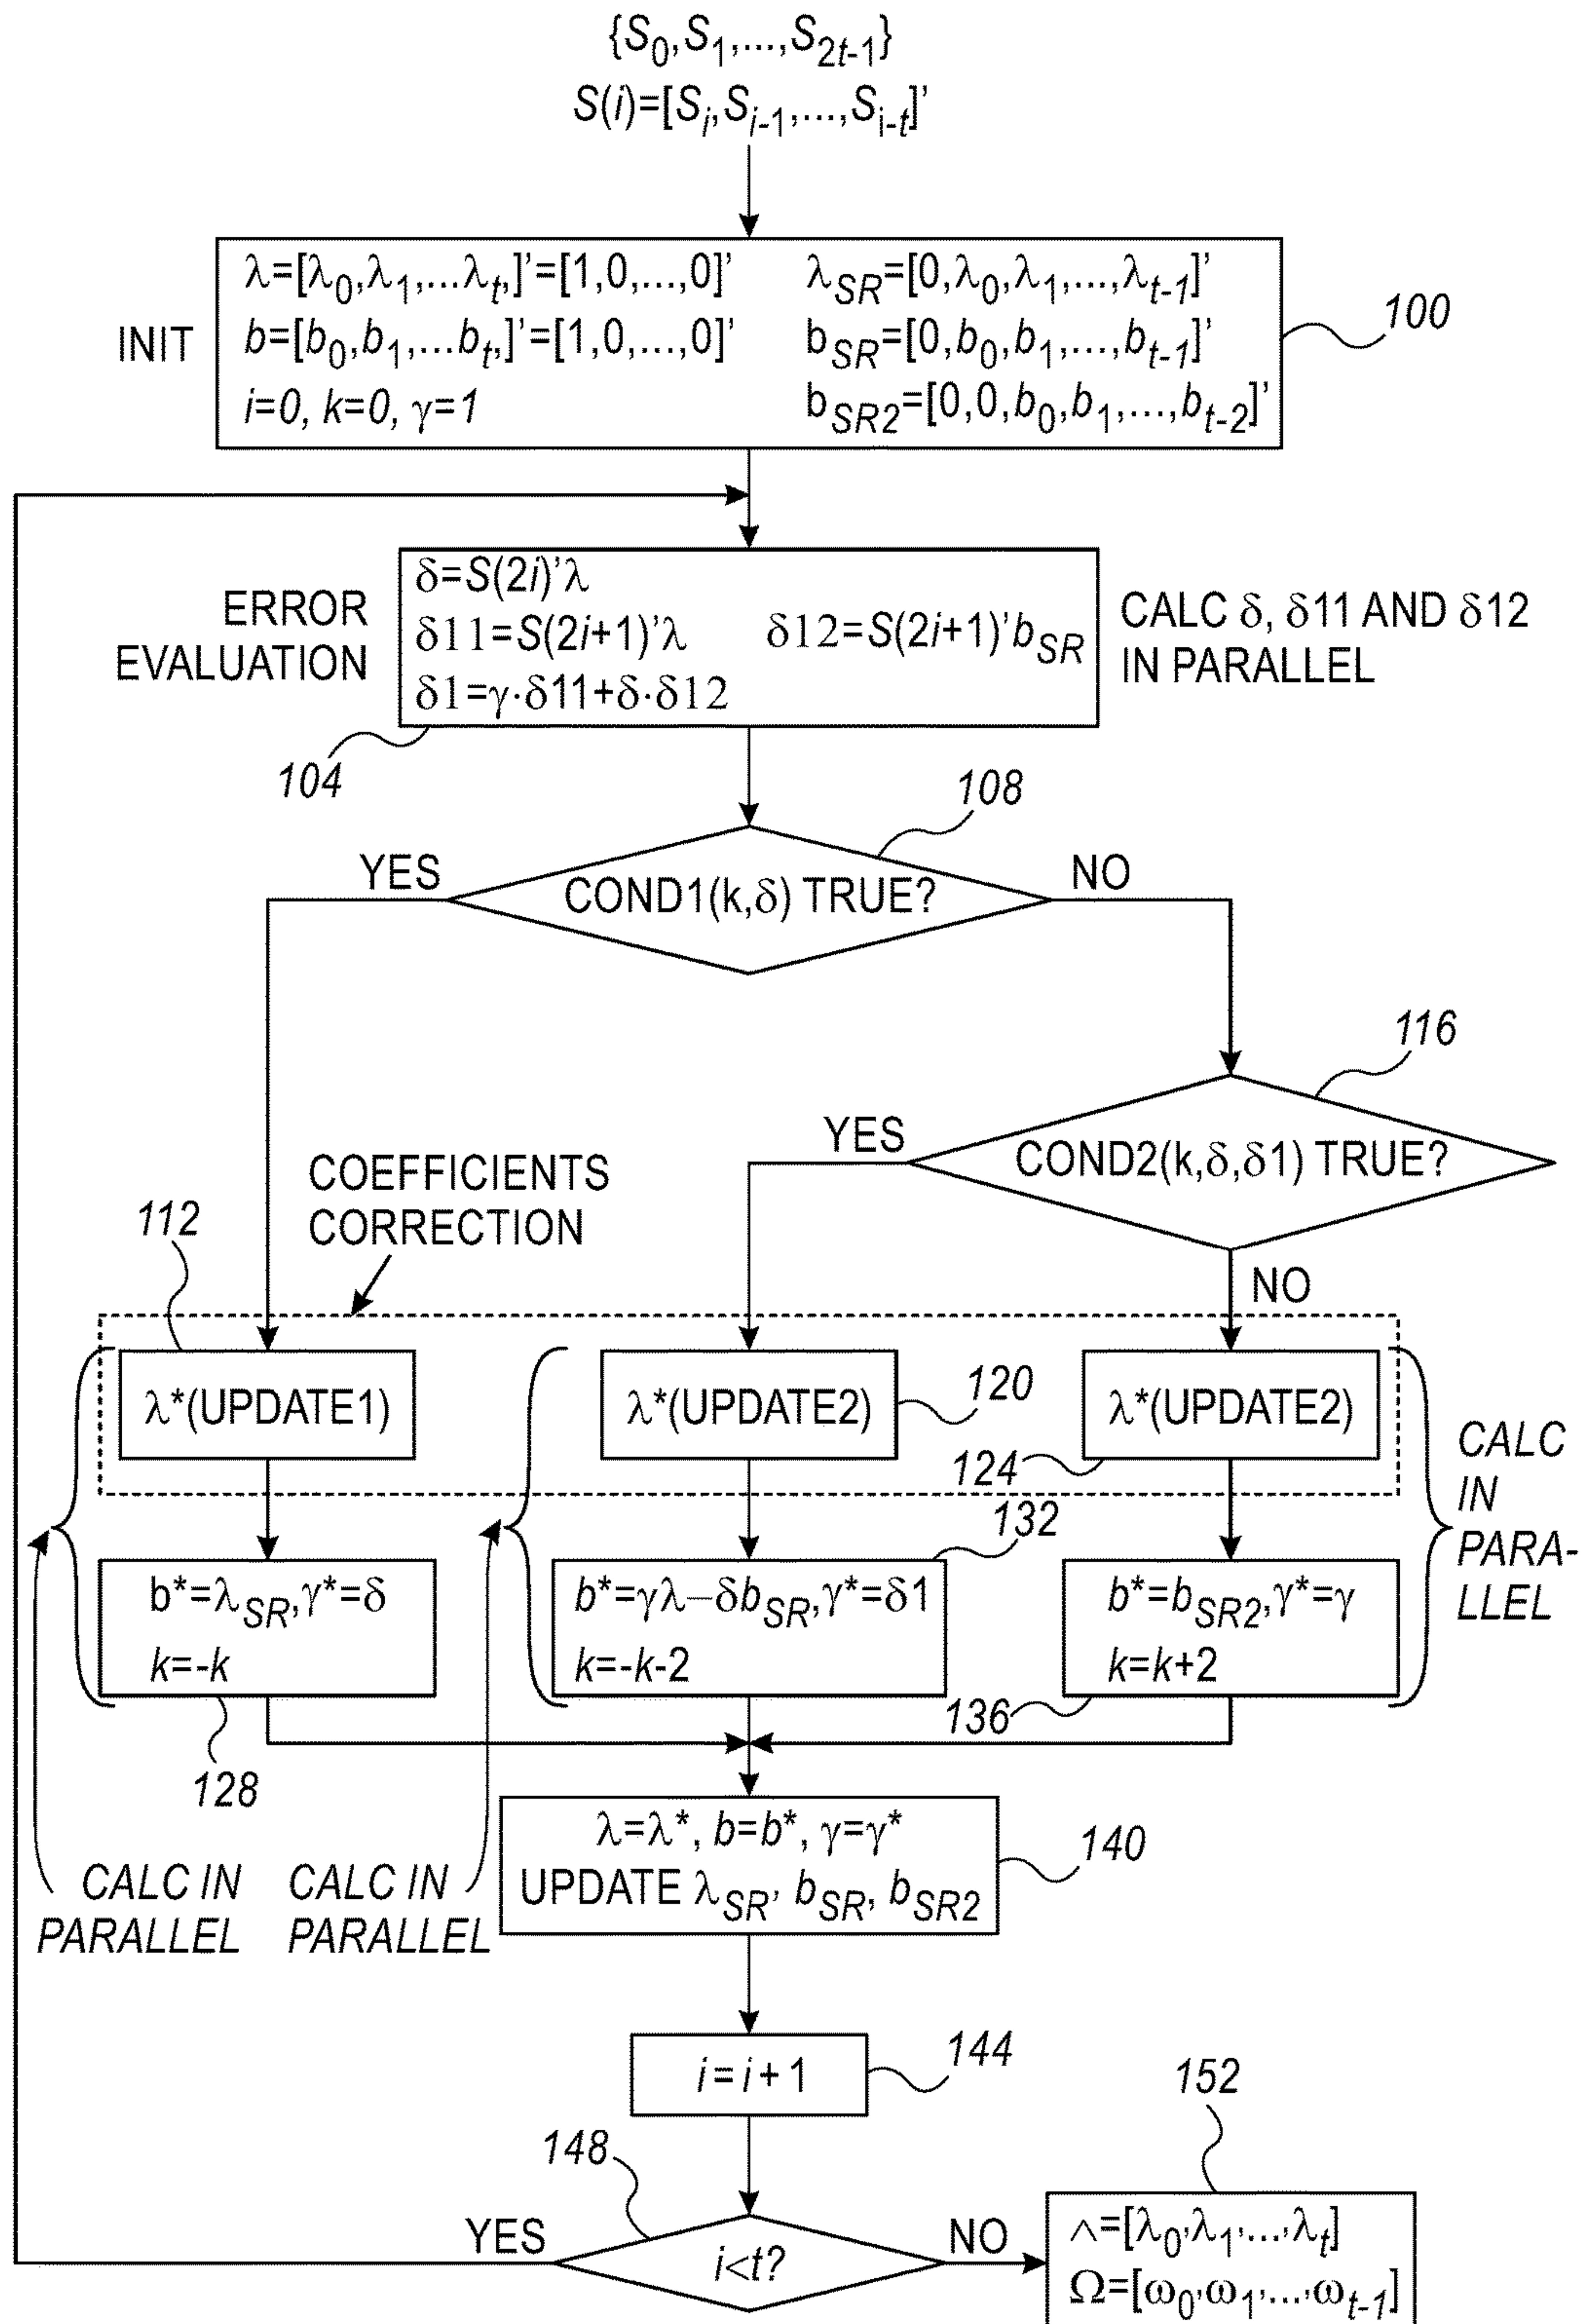 {S0,S1,...,S2t-1}
S(i)=[Si,Si-1,...,Si-t]’
INIT
λ=[λ0,λ1,...λt,]’=[1,0,...,0]’
λSR=[0,λ0,λ1,...,λt-1]’
b=[b0,b1,...bt,]’=[1,0,...,0]’
bSR=[0,b0,b1,...,bt-1]’
i=0, k=0, γ=1
bSR2=[0,0,b0,b1,...,bt-2]’
100
ERROR
EVALUATION
δ=S(2i)’λ
δ11=S(2i+1)’λ
δ12=S(2i+1)’bSR
δ1=γ·δ11+δ·δ12
CALC δ, δ11 AND δ12
IN PARALLEL
104
108
YES
COND1(k,δ) TRUE?
NO
116
YES
COND2(k,δ,δ1) TRUE?
NO
COEFFICIENTS
CORRECTION
112
λ*(UPDATE1)
λ*(UPDATE2)
120
λ*(UPDATE2)
124
CALC
IN
PARA-
LLEL
b*=λSR,γ*=δ
k=-k
128
132
b*=γλ–δbSR,γ*=δ1
k=-k-2
b*=bSR2,γ*=γ
k=k+2
136
CALC IN
PARALLEL
CALC IN
PARALLEL
λ=λ*, b=b*, γ=γ*
UPDATE λSR, bSR, bSR2
140
i=i+1
144
148
YES
i<t?
NO
152
Λ=[λ0,λ1,...,λt]
Ω=[ω0,ω1,...,ωt-1]